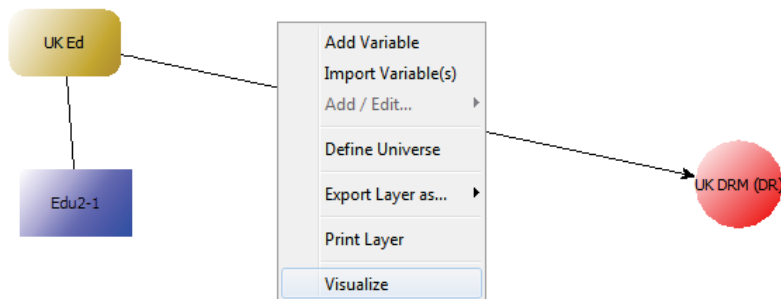 UK Ed
Add Variable
Import Variable(s)
Add / Edit...
Define Universe
Edu2-1
Export Layer as...
UK DRM (DR)
Print Layer
Visualize